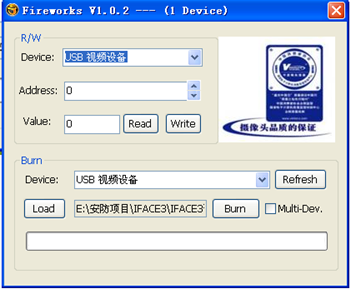 Fireworks V1.0.2 --- (1 Device)
R/W
Device: USB 视频设备
Address: 0
Value: 0 Read Write
摄像头品质的保证
Burn
Device: USB 视频设备 Refresh
Load E:\安防项目\IFACE3\IFACE3 Burn Multi-Dev.